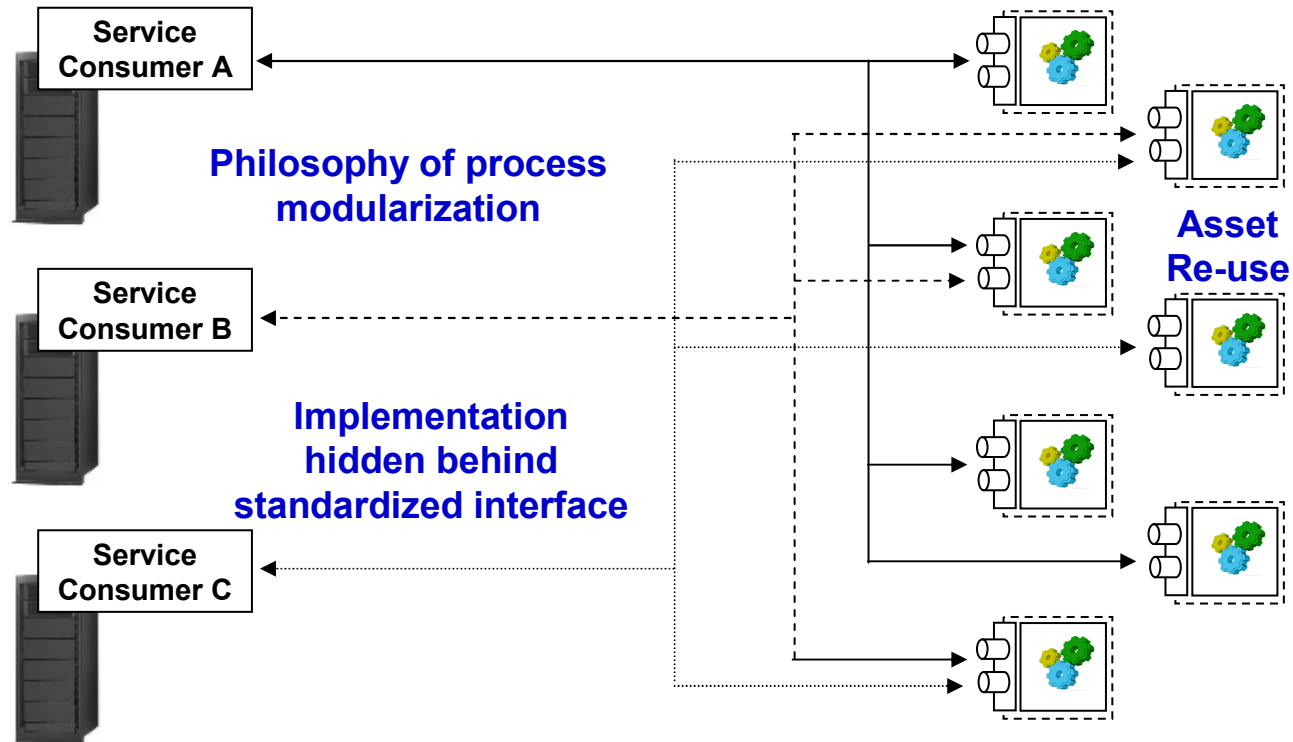 Service
Consumer A
Philosophy of process
modularization
Asset
Re-use
Service
Consumer B
Implementation
hidden behind
standardized interface
Service
Consumer C